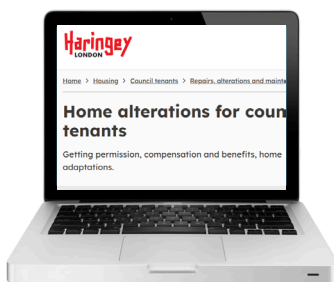 Haringey
LONDON
Home > Housing > Council tenants > Repairs, alterations and mainte
Home alterations for coun
tenants
Getting permission, compensation and benefits, home
adaptations.